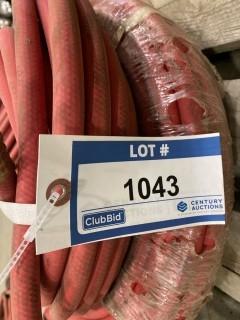 LOT #
1043
ClubBid
CENTURY
AUCTIONS